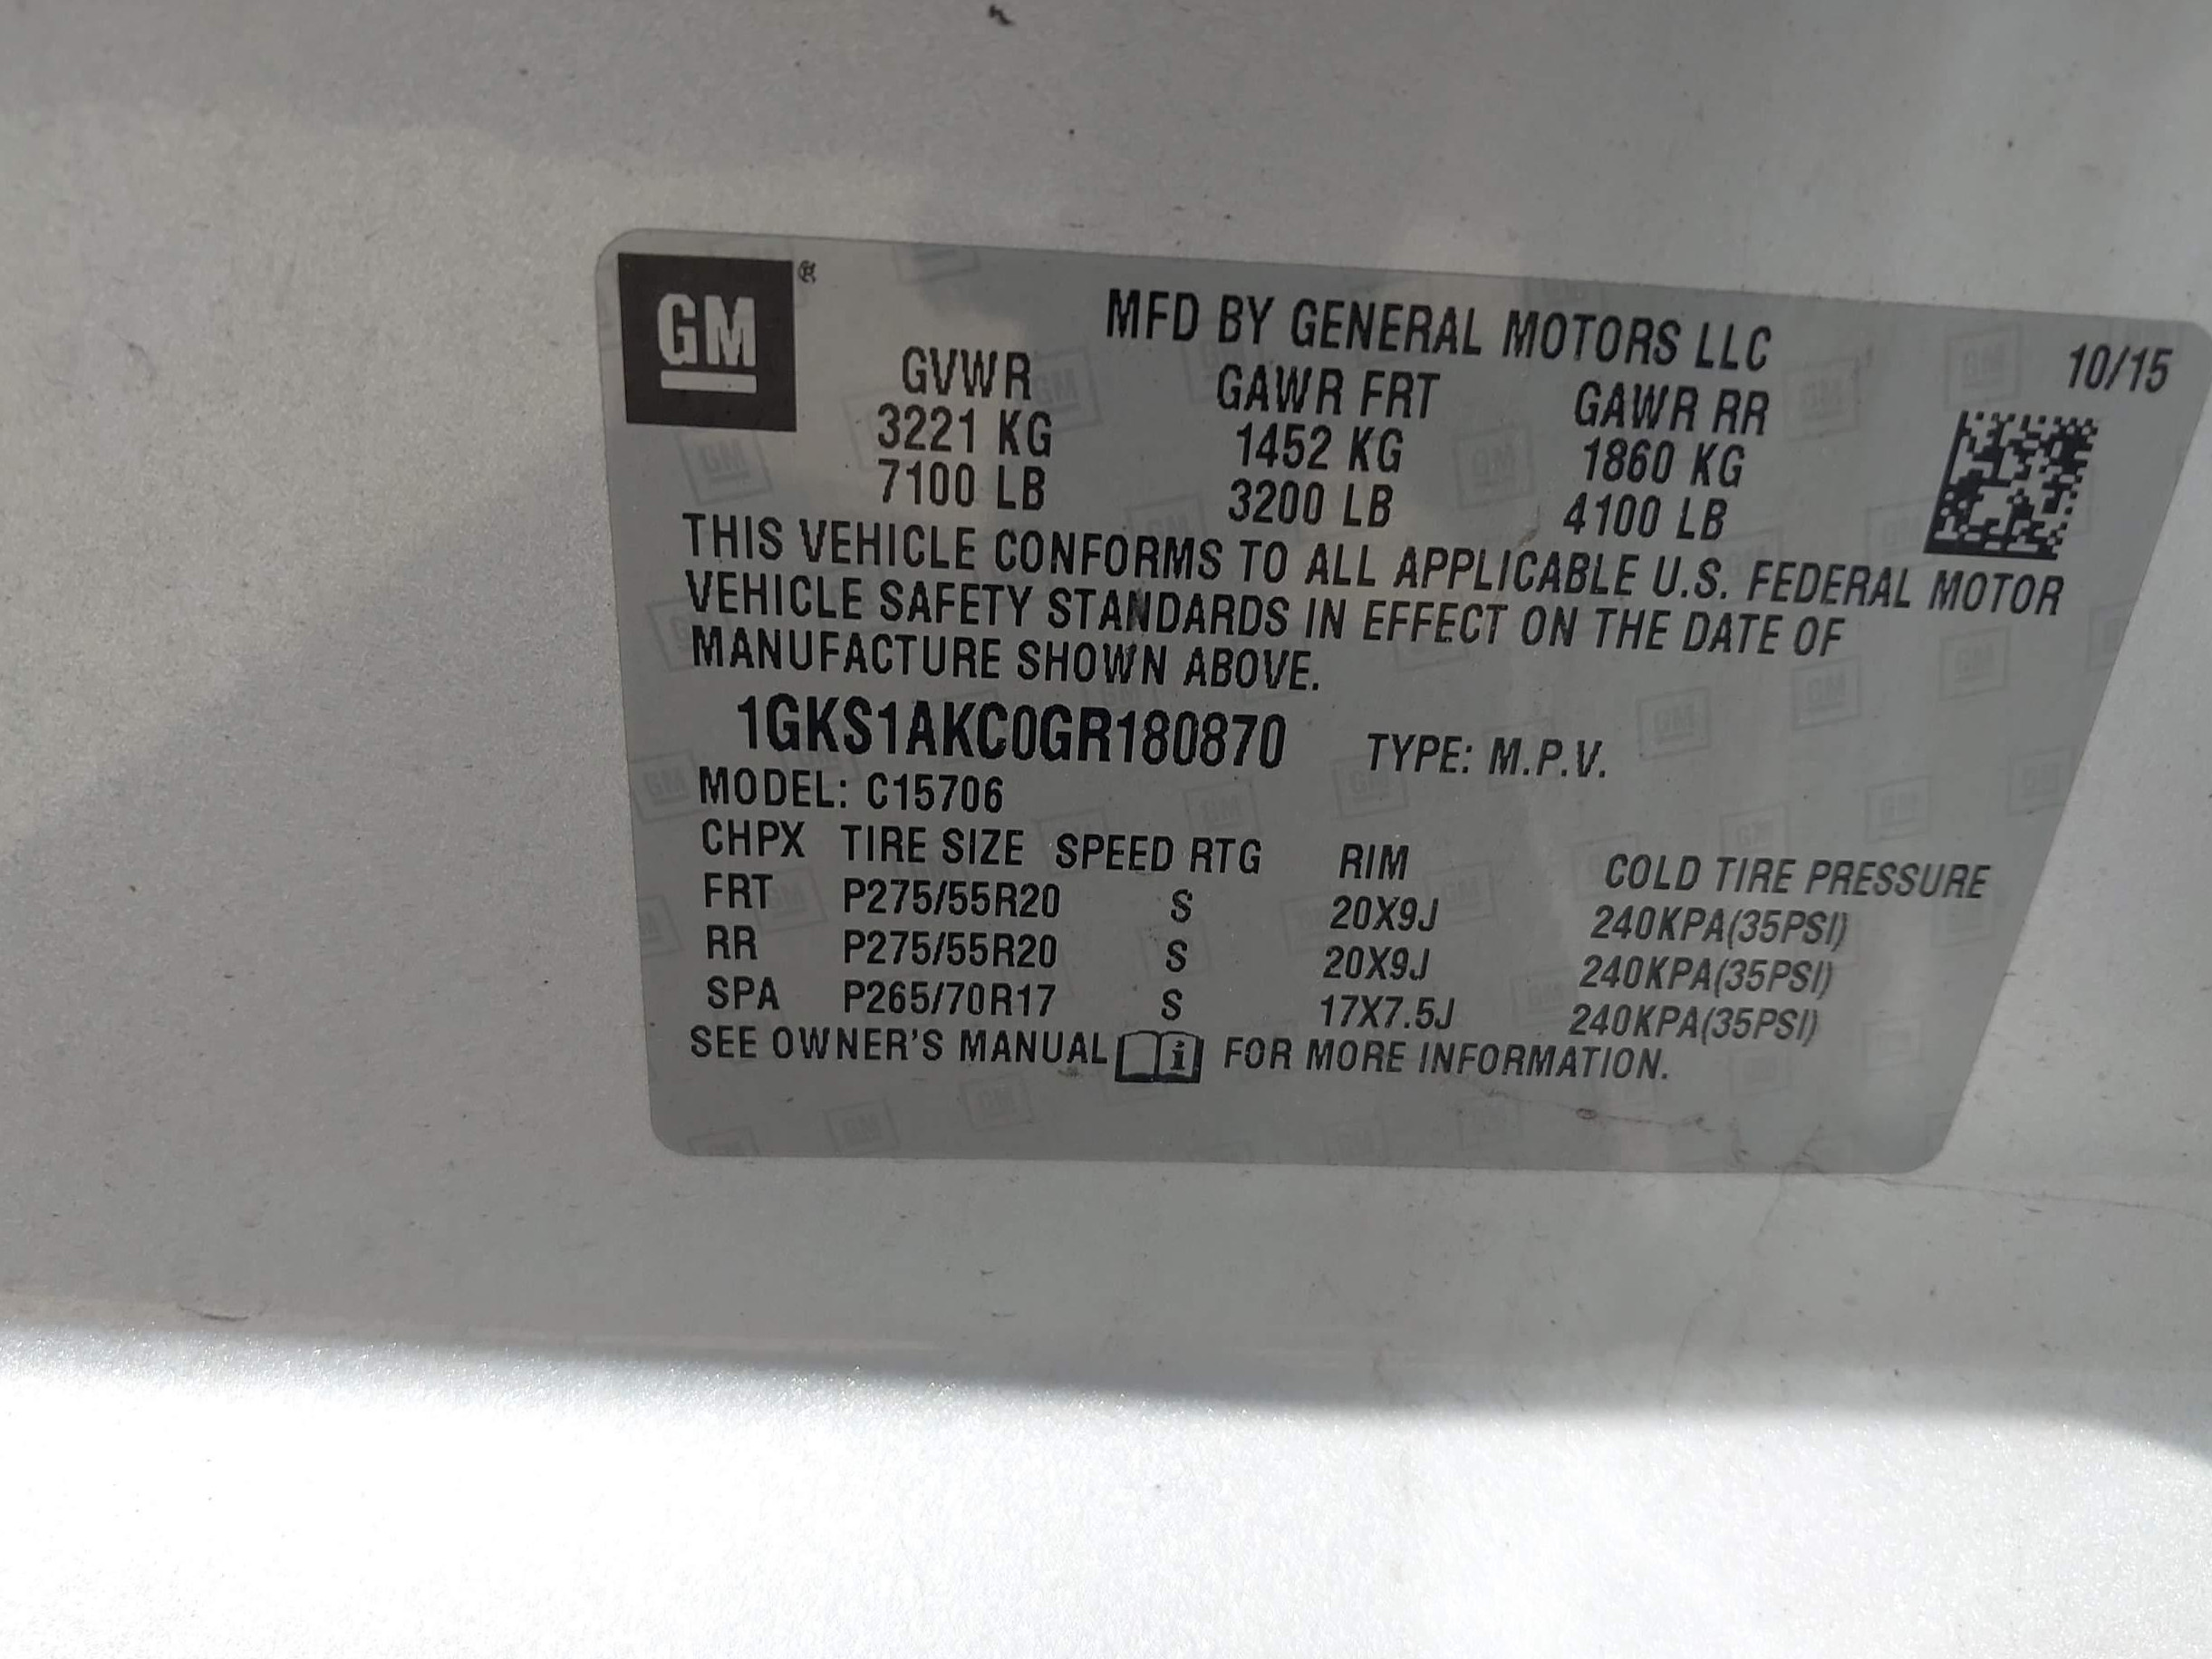 GM ®
MFD BY GENERAL MOTORS LLC 10/15
GVWR GAWR FRT GAWR RR
3221 KG 1452 KG 1860 KG
7100 LB 3200 LB 4100 LB
THIS VEHICLE CONFORMS TO ALL APPLICABLE U.S. FEDERAL MOTOR
VEHICLE SAFETY STANDARDS IN EFFECT ON THE DATE OF
MANUFACTURE SHOWN ABOVE.
1GKS1AKC0GR180870 TYPE: M.P.V.
MODEL: C15706
CHPX TIRE SIZE SPEED RTG RIM COLD TIRE PRESSURE
FRT P275/55R20 S 20X9J 240KPA(35PSI)
RR P275/55R20 S 20X9J 240KPA(35PSI)
SPA P265/70R17 S 17X7.5J 240KPA(35PSI)
SEE OWNER'S MANUAL i FOR MORE INFORMATION.